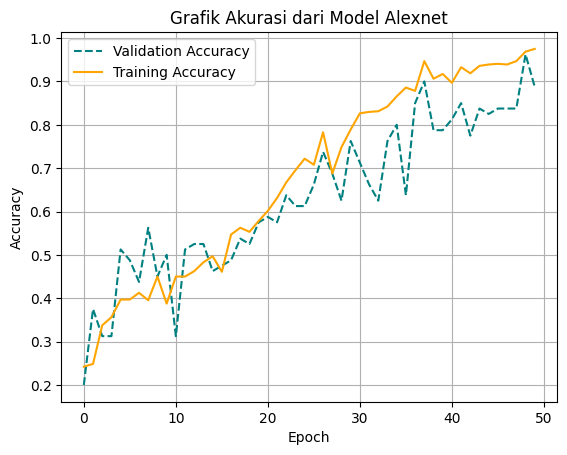 Grafik Akurasi dari Model Alexnet
Validation Accuracy
Training Accuracy
Accuracy
1.0
0.9
0.8
0.7
0.6
0.5
0.4
0.3
0.2
0 10 20 30 40 50
Epoch